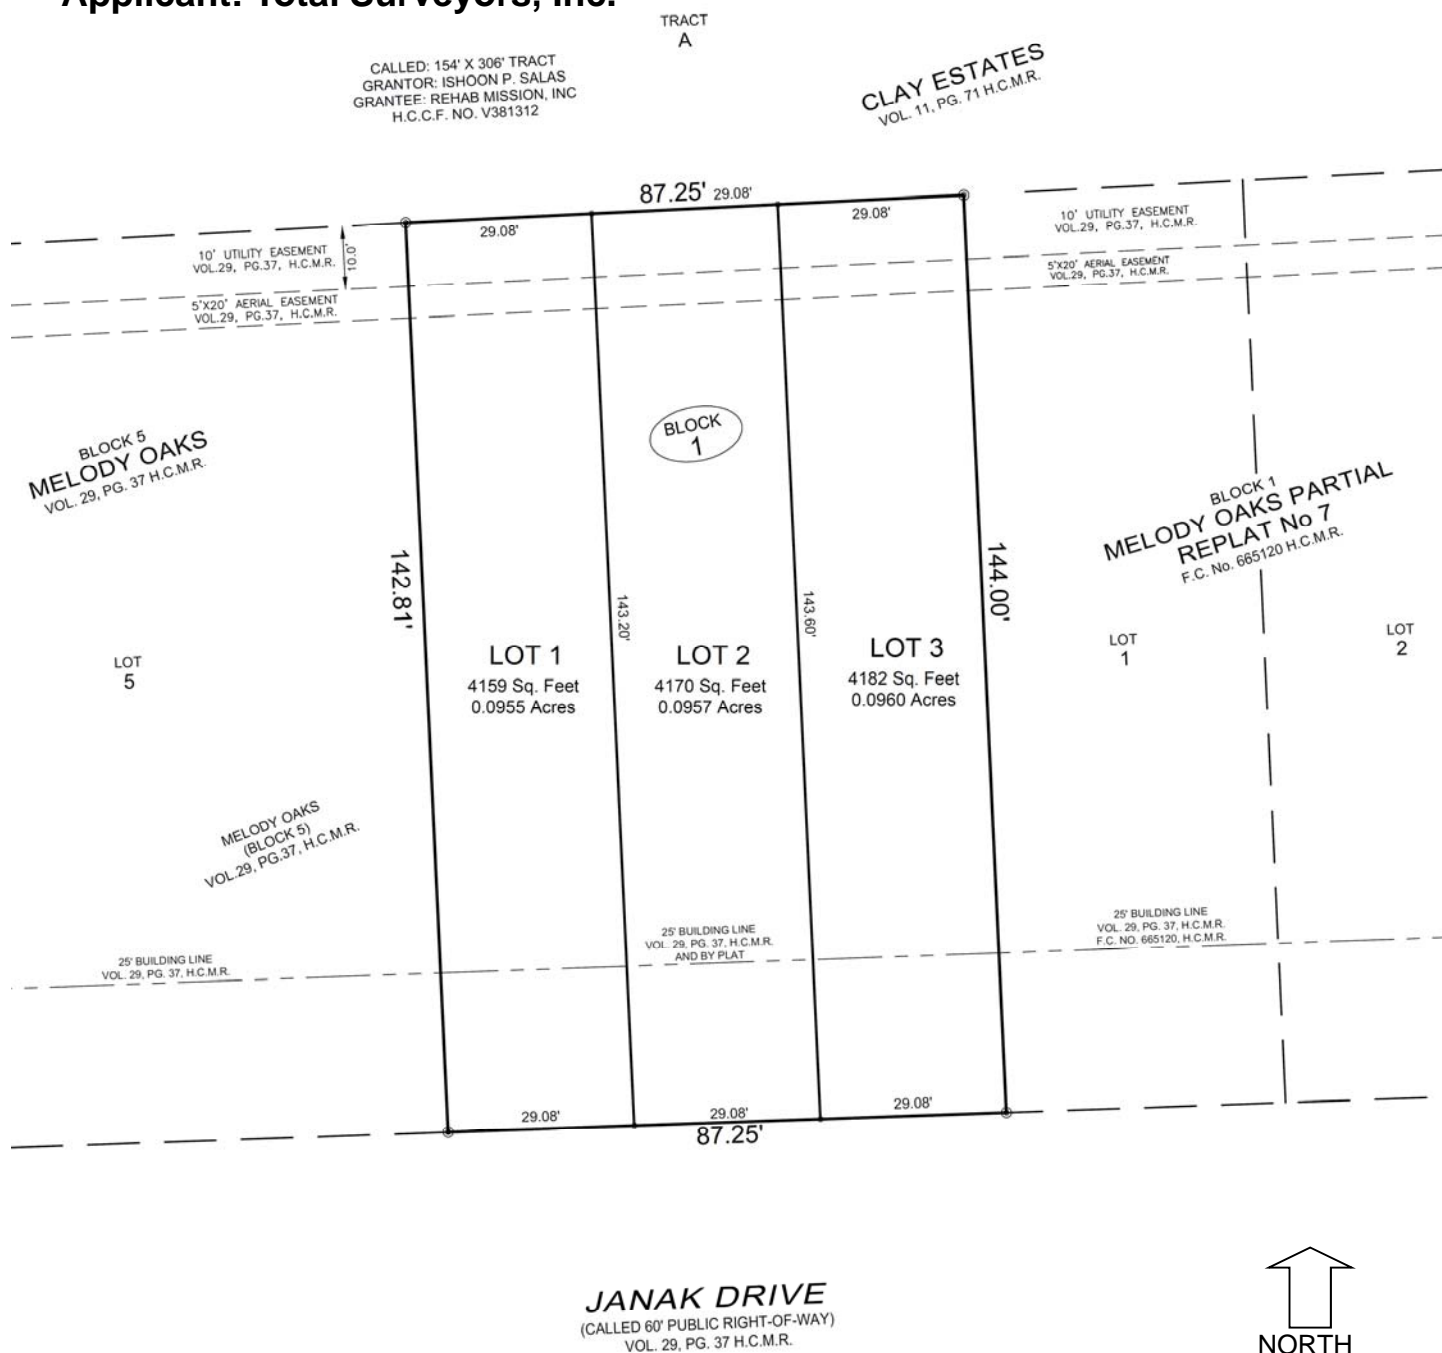 Applicant: Total Surveyors, Inc.
TRACT
A
CALLED: 154' X 306' TRACT
GRANTOR: ISHOON P. SALAS
GRANTEE: REHAB MISSION, INC
H.C.C.F. NO. V381312
CLAY ESTATES
VOL. 11, PG. 71 H.C.M.R.
87.25' 29.08'
29.08'
29.08'
10' UTILITY EASEMENT
VOL.29, PG.37, H.C.M.R.
10.0'
5'X20' AERIAL EASEMENT
VOL.29, PG.37, H.C.M.R.
10' UTILITY EASEMENT
VOL.29, PG.37, H.C.M.R.
5'X20' AERIAL EASEMENT
VOL.29, PG.37, H.C.M.R.
BLOCK 5
MELODY OAKS
VOL. 29, PG. 37 H.C.M.R.
BLOCK
1
BLOCK 1
MELODY OAKS PARTIAL
REPLAT No 7
F.C. No. 665120 H.C.M.R.
142.81'
143.20'
143.60'
144.00'
LOT
5
LOT 1
4159 Sq. Feet
0.0955 Acres
LOT 2
4170 Sq. Feet
0.0957 Acres
LOT 3
4182 Sq. Feet
0.0960 Acres
LOT
1
LOT
2
MELODY OAKS
(BLOCK 5)
VOL.29, PG.37, H.C.M.R.
25' BUILDING LINE
VOL. 29, PG. 37, H.C.M.R.
25' BUILDING LINE
VOL. 29, PG. 37, H.C.M.R.
AND BY PLAT
25' BUILDING LINE
VOL. 29, PG. 37, H.C.M.R.
F.C. NO. 665120, H.C.M.R.
29.08'
29.08'
29.08'
87.25'
JANAK DRIVE
(CALLED 60' PUBLIC RIGHT-OF-WAY)
VOL. 29, PG. 37 H.C.M.R.
NORTH